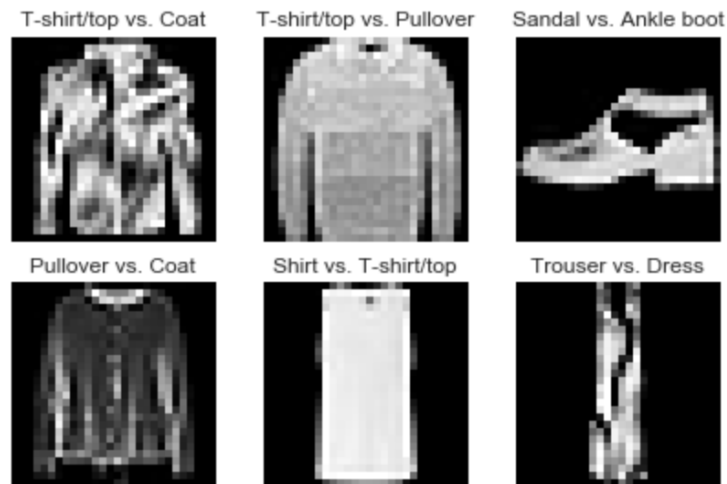 T-shirt/top vs. Coat
T-shirt/top vs. Pullover
Sandal vs. Ankle boot
Pullover vs. Coat
Shirt vs. T-shirt/top
Trouser vs. Dress